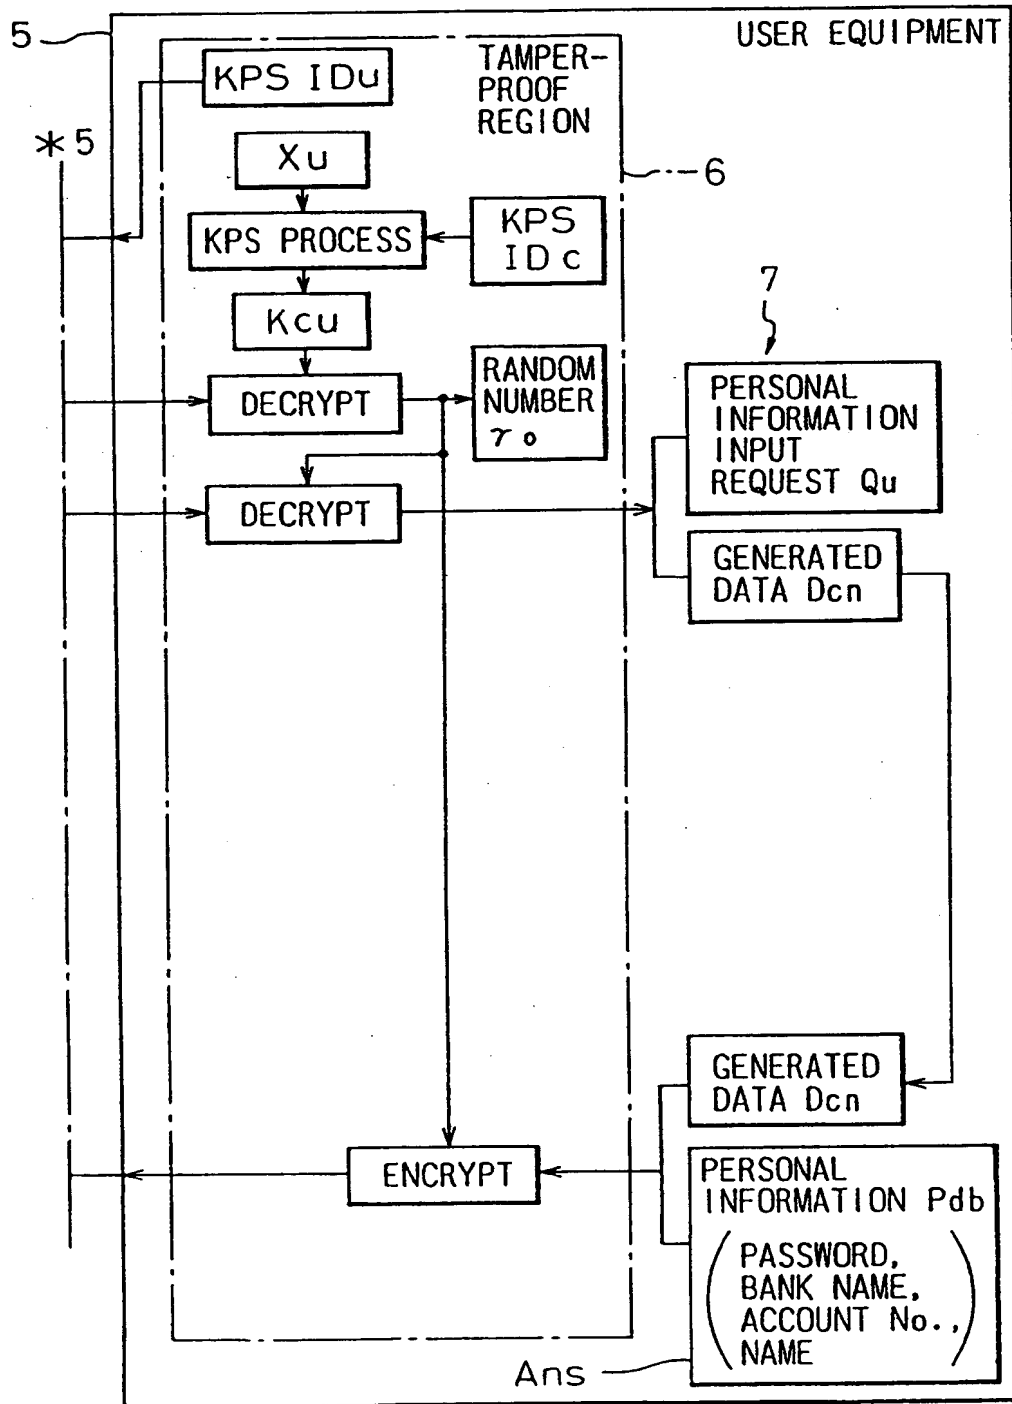 5
USER EQUIPMENT
KPS IDu
TAMPER-
PROOF
REGION
*5
Xu
6
KPS PROCESS
KPS
IDc
Kcu
7
DECRYPT
RANDOM
NUMBER
γo
PERSONAL
INFORMATION
INPUT
REQUEST Qu
DECRYPT
GENERATED
DATA Dcn
GENERATED
DATA Dcn
ENCRYPT
PERSONAL
INFORMATION Pdb
(PASSWORD,
BANK NAME,
ACCOUNT No.,
NAME)
Ans